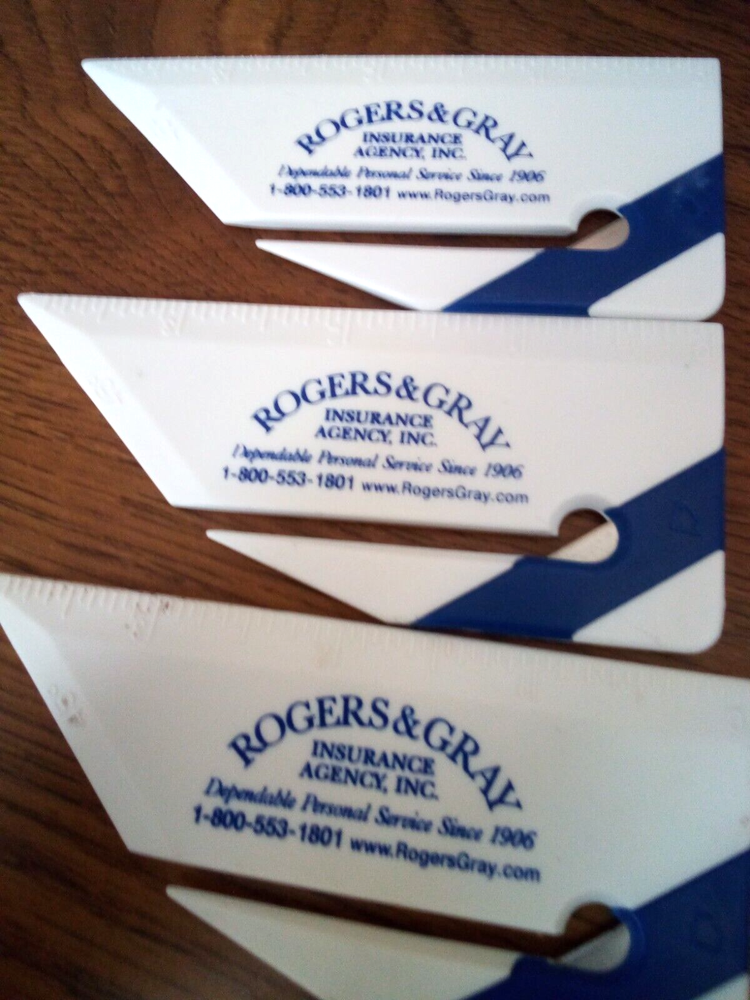 ROGERS&GRAY
INSURANCE
AGENCY, INC.
Dependable Personal Service Since 1906
1-800-553-1801 www.RogersGray.com
ROGERS&GRAY
INSURANCE
AGENCY, INC.
Dependable Personal Service Since 1906
1-800-553-1801 www.RogersGray.com
ROGERS&GRAY
INSURANCE
AGENCY, INC.
Dependable Personal Service Since 1906
1-800-553-1801 www.RogersGray.com